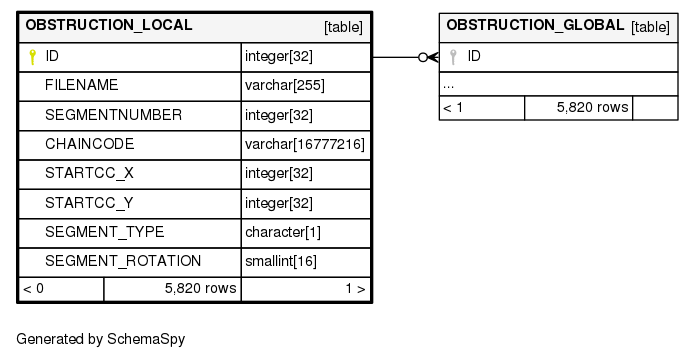 OBSTRUCTION_LOCAL [table]
ID integer[32]
FILENAME varchar[255]
SEGMENTNUMBER integer[32]
CHAINCODE varchar[16777216]
STARTCC_X integer[32]
STARTCC_Y integer[32]
SEGMENT_TYPE character[1]
SEGMENT_ROTATION smallint[16]
< 0 5,820 rows 1 >
OBSTRUCTION_GLOBAL [table]
ID
...
< 1 5,820 rows
Generated by SchemaSpy